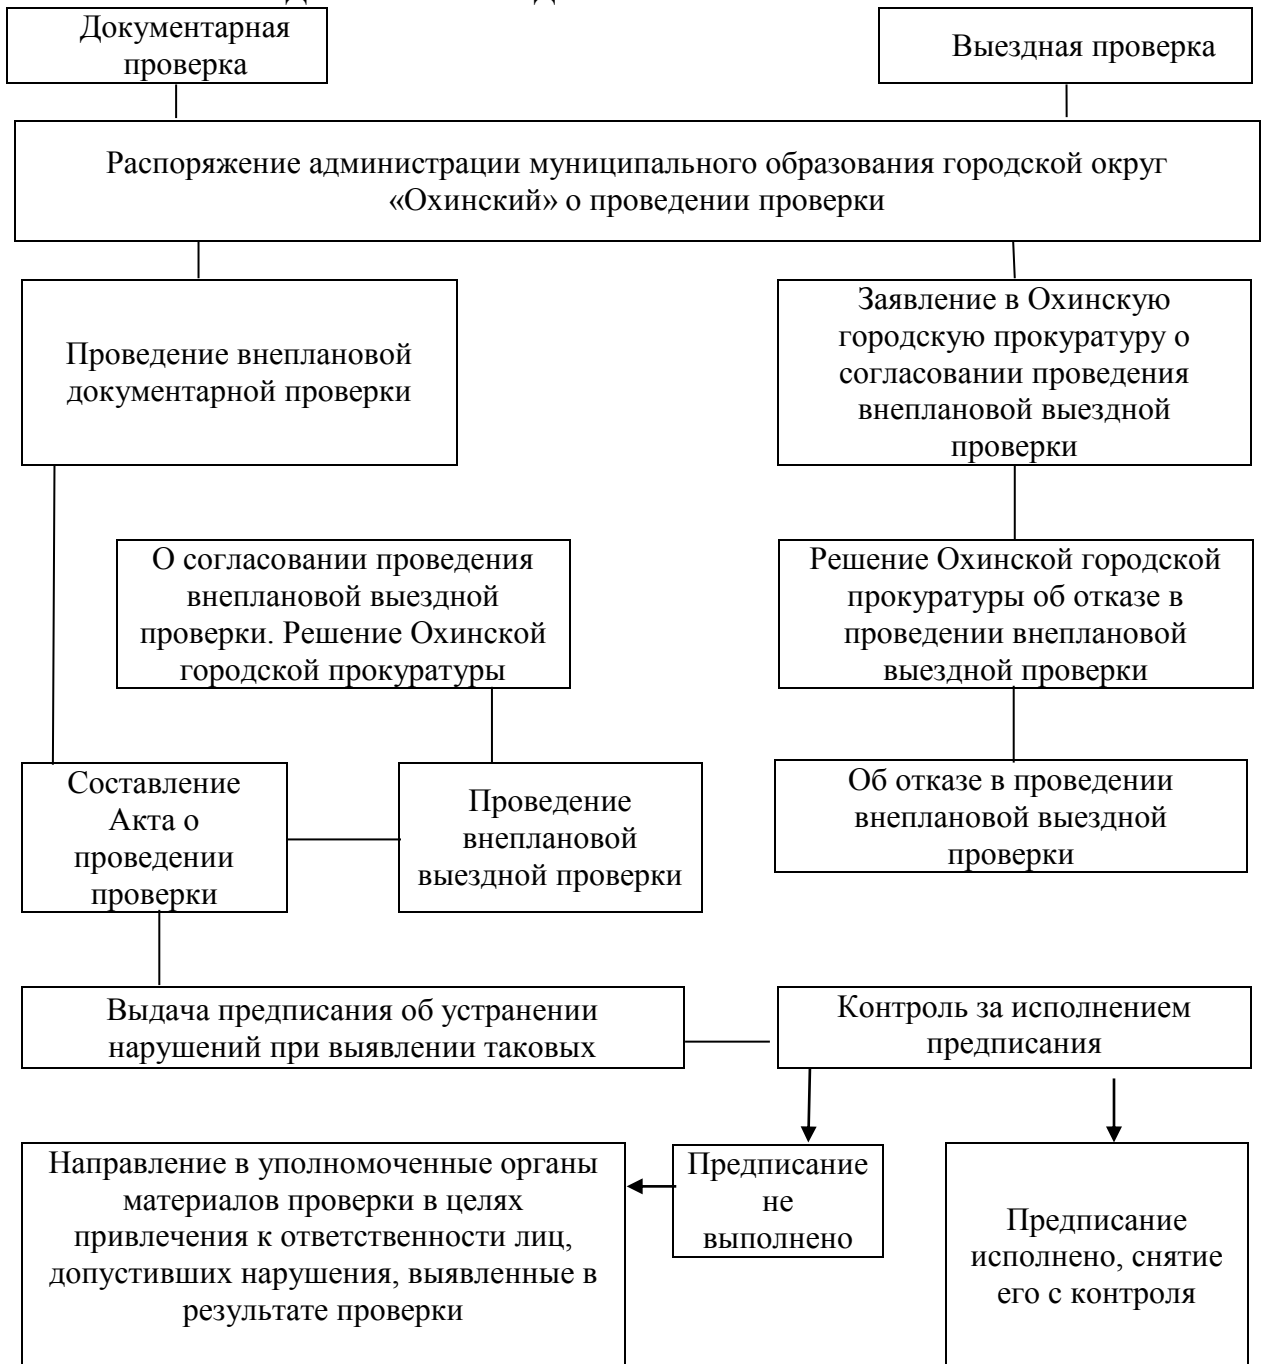 Документарная
проверка
Выездная проверка
Распоряжение администрации муниципального образования городской округ
«Охинский» о проведении проверки
Проведение внеплановой
документарной проверки
Заявление в Охинскую
городскую прокуратуру о
согласовании проведения
внеплановой выездной
проверки
О согласовании проведения
внеплановой выездной
проверки. Решение Охинской
городской прокуратуры
Решение Охинской городской
прокуратуры об отказе в
проведении внеплановой
выездной проверки
Составление
Акта о
проведении
проверки
Проведение
внеплановой
выездной проверки
Об отказе в проведении
внеплановой выездной
проверки
Выдача предписания об устранении
нарушений при выявлении таковых
Контроль за исполнением
предписания
Направление в уполномоченные органы
материалов проверки в целях
привлечения к ответственности лиц,
допустивших нарушения, выявленные в
результате проверки
Предписание
не
выполнено
Предписание
исполнено, снятие
его с контроля